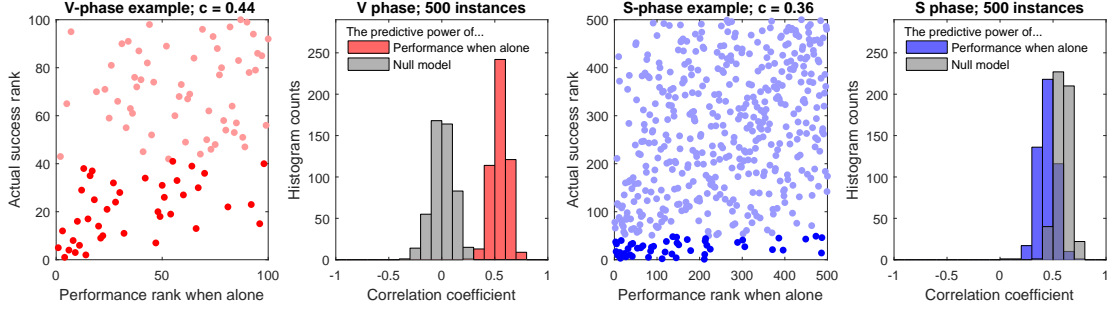 V-phase example; c = 0.44
Actual success rank
100
80
60
40
20
0
0
50
100
Performance rank when alone
V phase; 500 instances
The predictive power of...
Performance when alone
Null model
Histogram counts
250
200
150
100
50
0
-1
-0.5
0
0.5
1
Correlation coefficient
S-phase example; c = 0.36
Actual success rank
500
400
300
200
100
0
0
100
200
300
400
500
Performance rank when alone
S phase; 500 instances
The predictive power of...
Performance when alone
Null model
Histogram counts
250
200
150
100
50
0
-1
-0.5
0
0.5
1
Correlation coefficient